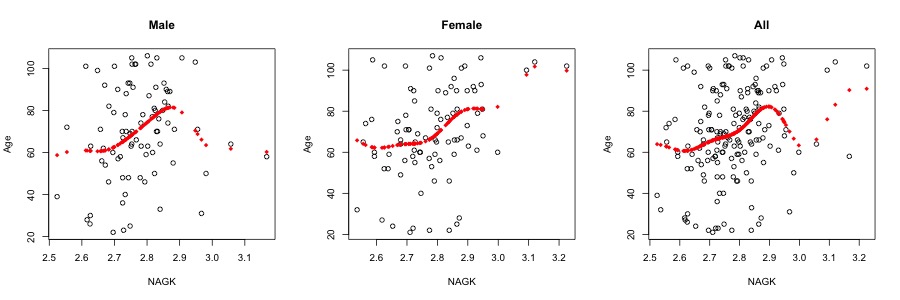 Male
Age
20 40 60 80 100
2.5 2.6 2.7 2.8 2.9 3.0 3.1
NAGK
Female
Age
20 40 60 80 100
2.6 2.7 2.8 2.9 3.0 3.1 3.2
NAGK
All
Age
20 40 60 80 100
2.5 2.6 2.7 2.8 2.9 3.0 3.1 3.2
NAGK